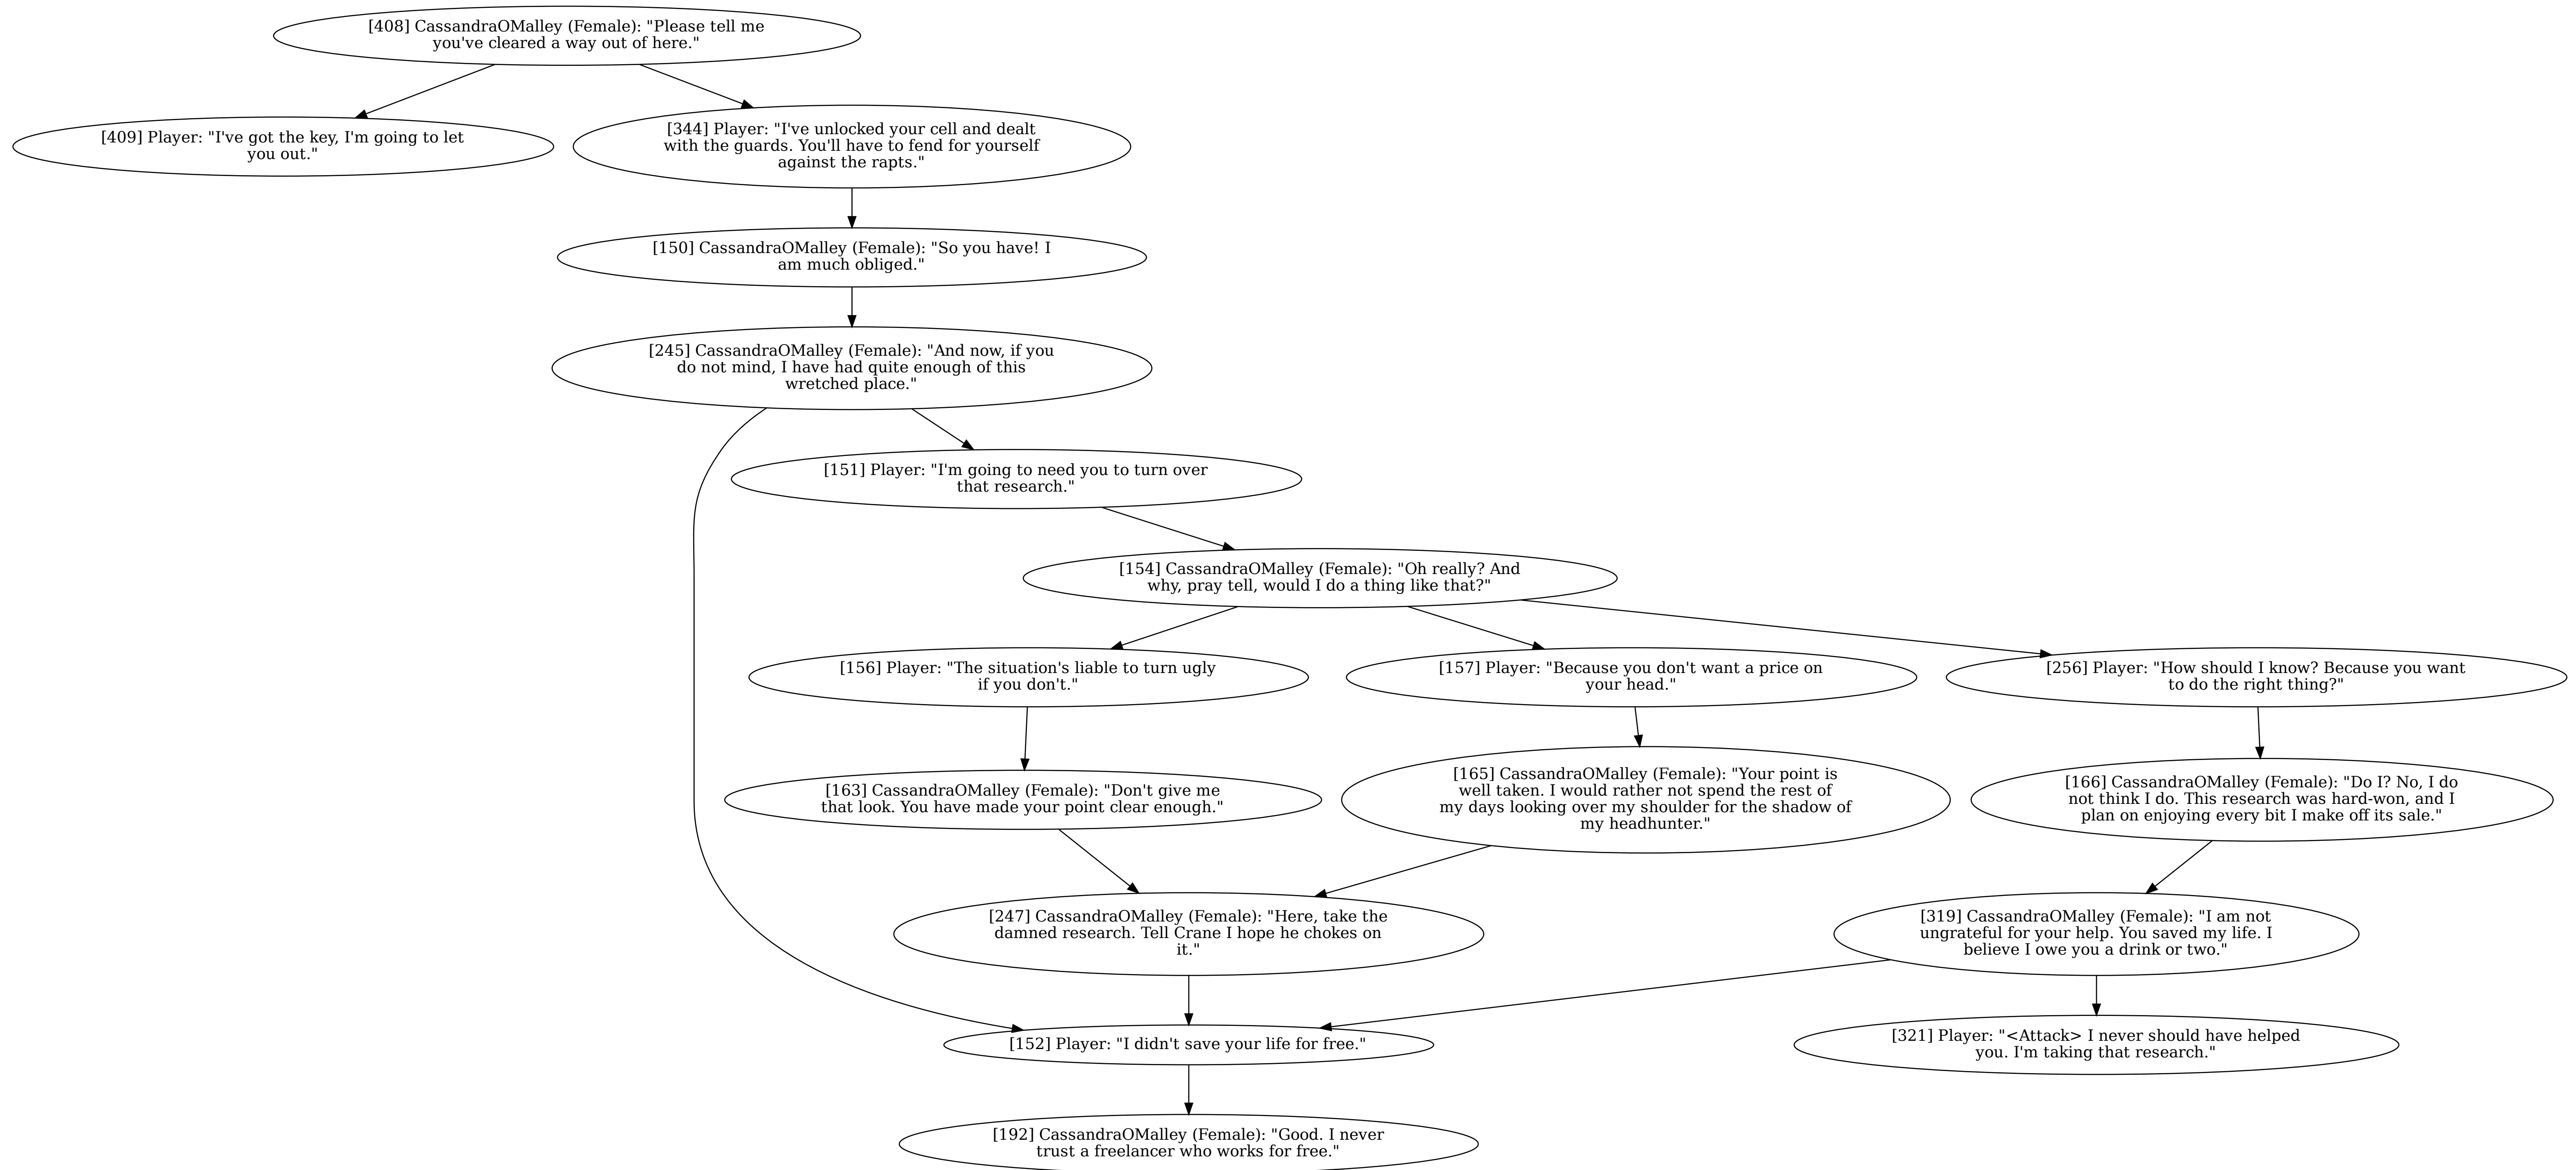 [408] CassandraOMalley (Female): "Please tell me
you've cleared a way out of here."
[409] Player: "I've got the key, I'm going to let
you out."
[344] Player: "I've unlocked your cell and dealt
with the guards. You'll have to fend for yourself
against the rapts."
[150] CassandraOMalley (Female): "So you have! I
am much obliged."
[245] CassandraOMalley (Female): "And now, if you
do not mind, I have had quite enough of this
wretched place."
[151] Player: "I'm going to need you to turn over
that research."
[154] CassandraOMalley (Female): "Oh really? And
why, pray tell, would I do a thing like that?"
[156] Player: "The situation's liable to turn ugly
if you don't."
[157] Player: "Because you don't want a price on
your head."
[256] Player: "How should I know? Because you want
to do the right thing?"
[163] CassandraOMalley (Female): "Don't give me
that look. You have made your point clear enough."
[165] CassandraOMalley (Female): "Your point is
well taken. I would rather not spend the rest of
my days looking over my shoulder for the shadow of
my headhunter."
[166] CassandraOMalley (Female): "Do I? No, I do
not think I do. This research was hard-won, and I
plan on enjoying every bit I make off its sale."
[247] CassandraOMalley (Female): "Here, take the
damned research. Tell Crane I hope he chokes on
it."
[319] CassandraOMalley (Female): "I am not
ungrateful for your help. You saved my life. I
believe I owe you a drink or two."
[152] Player: "I didn't save your life for free."
[321] Player: "<Attack> I never should have helped
you. I'm taking that research."
[192] CassandraOMalley (Female): "Good. I never
trust a freelancer who works for free."